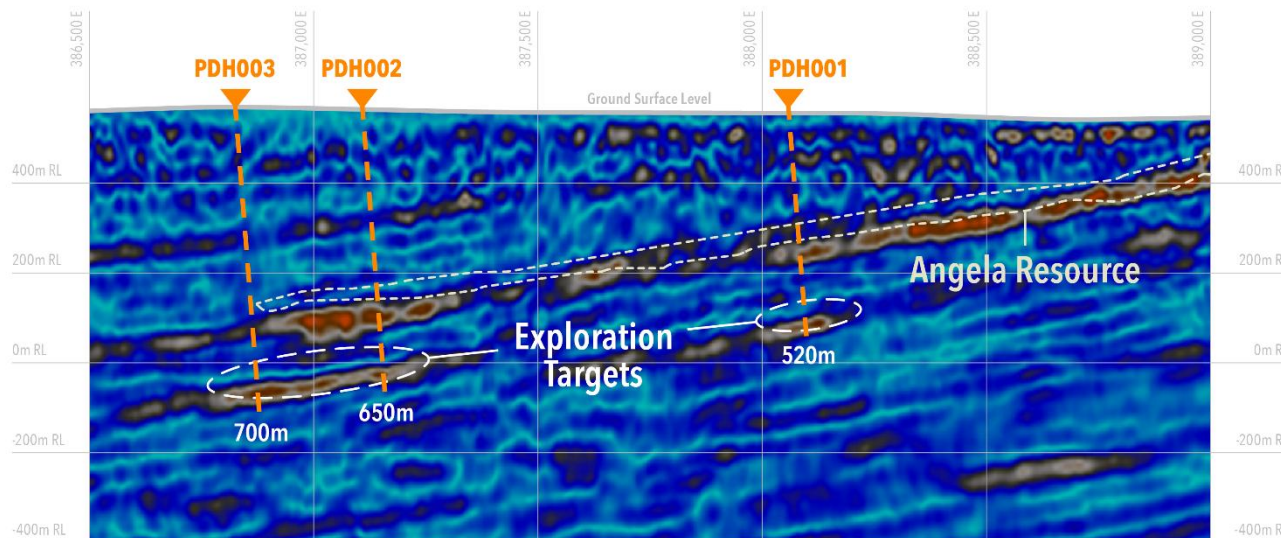 386,500 E
387,000 E
387,500 E
388,000 E
388,500 E
389,000 E
PDH003
PDH002
PDH001
Ground Surface Level
400m RL
400m RL
200m RL
200m RL
Angela Resource
Exploration
Targets
0m RL
0m RL
520m
650m
700m
-200m RL
-200m RL
-400m RL
-400m RL